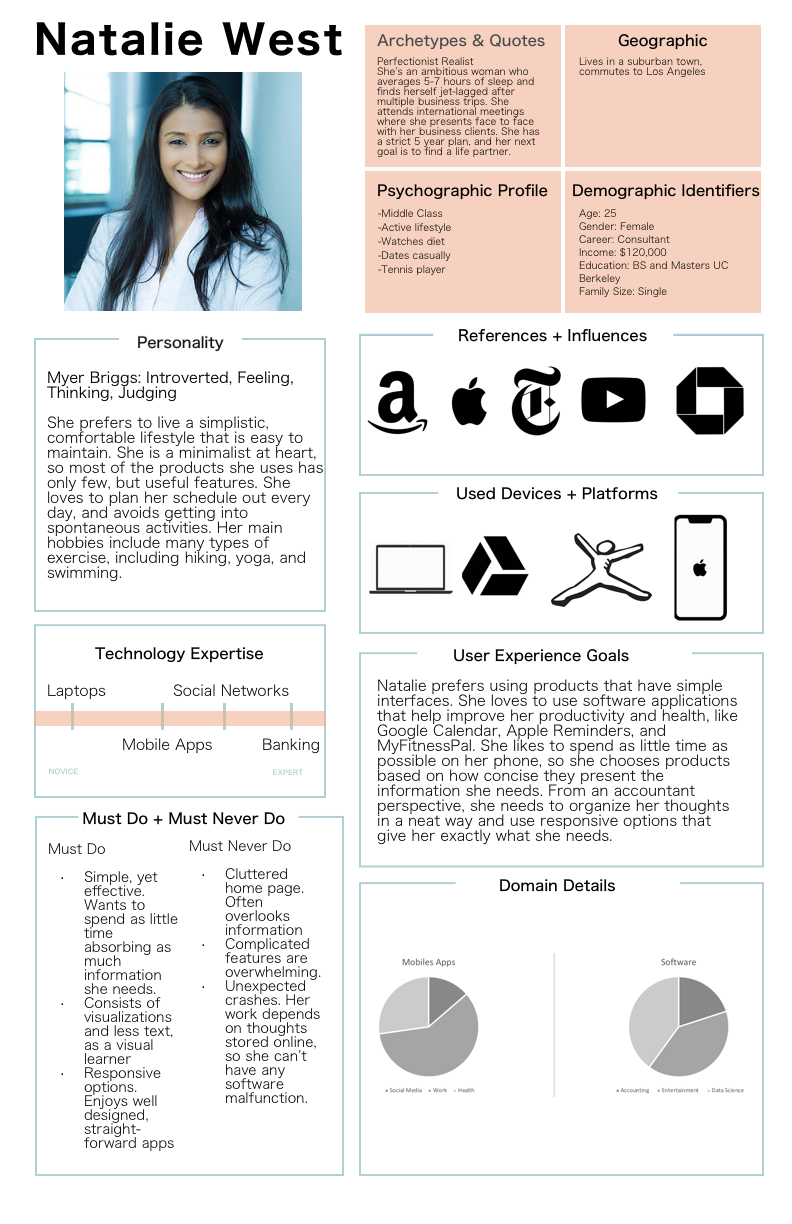 Natalie West
Archetypes & Quotes
Perfectionist Realist
She's an ambitious woman who
averages 5-7 hours of sleep and
finds herself jet-lagged after
multiple business trips. She
attends international meetings
where she presents face to face
with her business clients. She has
a strict 5 year plan, and her next
goal is to find a life partner.
Geographic
Lives in a suburban town,
commutes to Los Angeles
Psychographic Profile
-Middle Class
-Active lifestyle
-Watches diet
-Dates casually
-Tennis player
Demographic Identifiers
Age: 25
Gender: Female
Career: Consultant
Income: $120,000
Education: BS and Masters UC
Berkeley
Family Size: Single
Personality
Myer Briggs: Introverted, Feeling,
Thinking, Judging
She prefers to live a simplistic,
comfortable lifestyle that is easy to
maintain. She is a minimalist at heart,
so most of the products she uses has
only few, but useful features. She
loves to plan her schedule out every
day, and avoids getting into
spontaneous activities. Her main
hobbies include many types of
exercise, including hiking, yoga, and
swimming.
References + Influences
a
T
Used Devices + Platforms
Technology Expertise
Laptops
Social Networks
Mobile Apps
Banking
NOVICE
EXPERT
User Experience Goals
Natalie prefers using products that have simple
interfaces. She loves to use software applications
that help improve her productivity and health, like
Google Calendar, Apple Reminders, and
MyFitnessPal. She likes to spend as little time as
possible on her phone, so she chooses products
based on how concise they present the
information she needs. From an accountant
perspective, she needs to organize her thoughts
in a neat way and use responsive options that
give her exactly what she needs.
Must Do + Must Never Do
Must Do
· Simple, yet
effective.
Wants to
spend as little
time
absorbing as
much
information
she needs.
· Consists of
visualizations
and less text,
as a visual
learner
· Responsive
options.
Enjoys well
designed,
straight-
forward apps
Must Never Do
· Cluttered
home page.
Often
overlooks
information
· Complicated
features are
overwhelming.
· Unexpected
crashes. Her
work depends
on thoughts
stored online,
so she can't
have any
software
malfunction.
Domain Details
Mobiles Apps
Social Media Work Health
Software
Accounting Entertainment Data Science